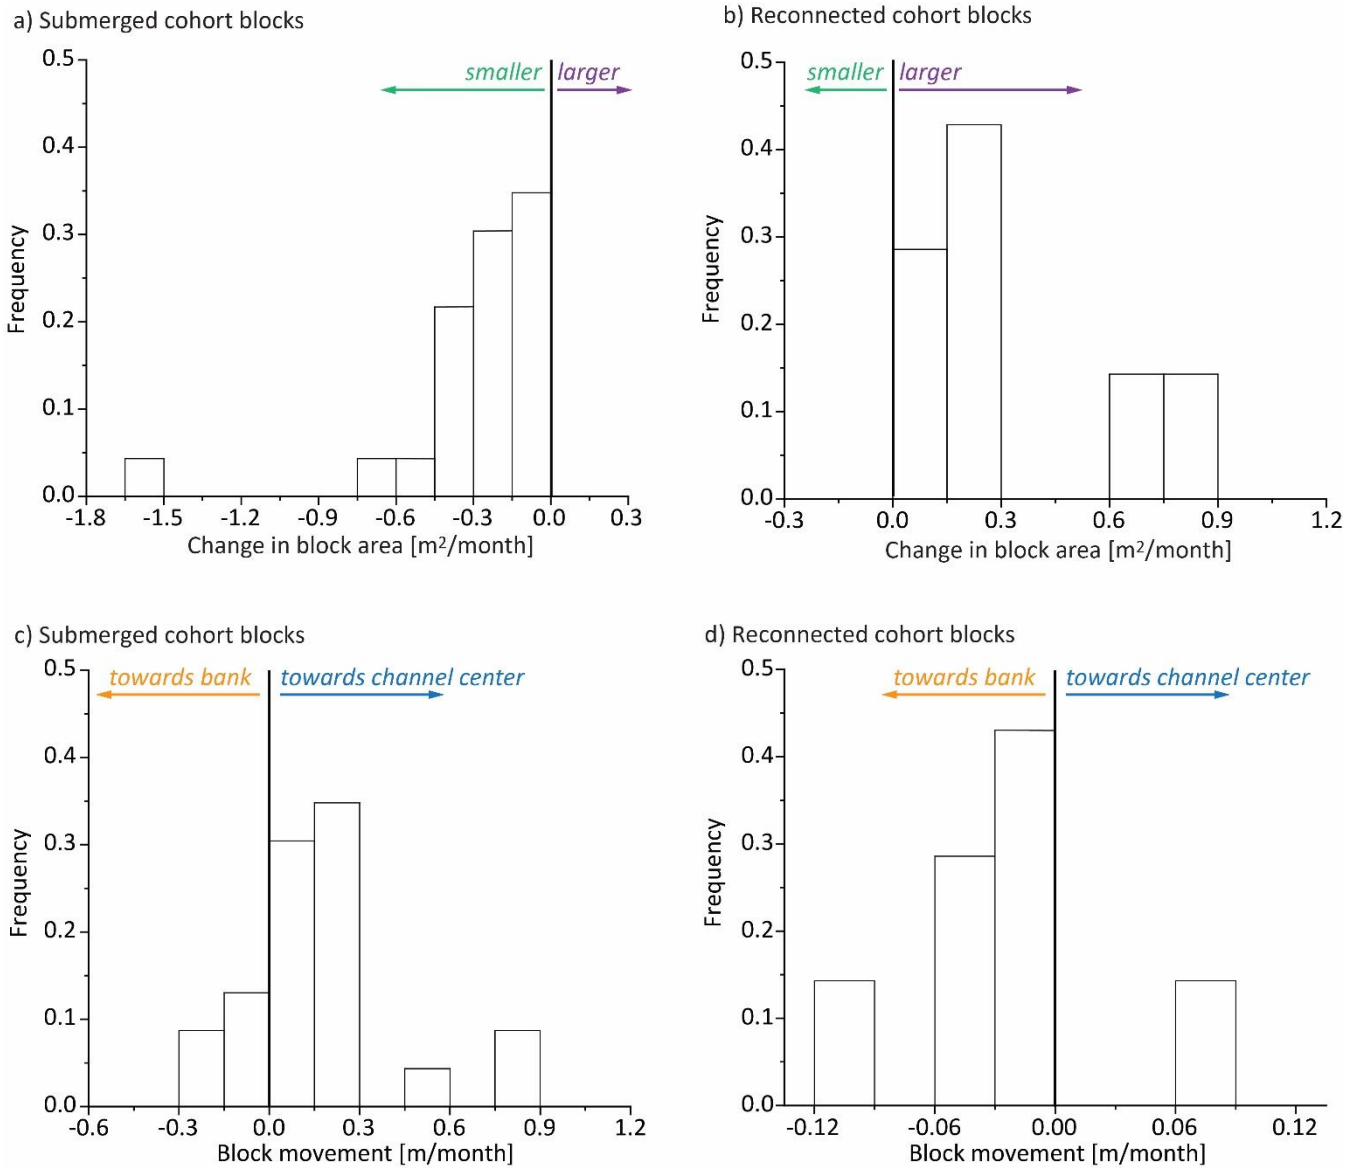 a) Submerged cohort blocks
smaller larger
0.5
0.4
0.3
0.2
0.1
0.0
Frequency
-1.8 -1.5 -1.2 -0.9 -0.6 -0.3 0.0 0.3
Change in block area [m²/month]
b) Reconnected cohort blocks
smaller larger
0.5
0.4
0.3
0.2
0.1
0.0
Frequency
-0.3 0.0 0.3 0.6 0.9 1.2
Change in block area [m²/month]
c) Submerged cohort blocks
towards bank towards channel center
0.5
0.4
0.3
0.2
0.1
0.0
Frequency
-0.6 -0.3 0.0 0.3 0.6 0.9 1.2
Block movement [m/month]
d) Reconnected cohort blocks
towards bank towards channel center
0.5
0.4
0.3
0.2
0.1
0.0
Frequency
-0.12 -0.06 0.00 0.06 0.12
Block movement [m/month]